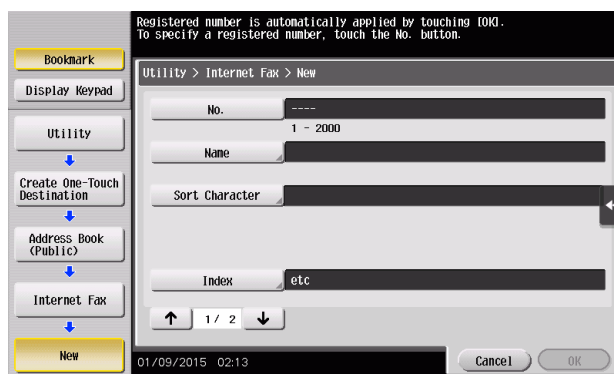 Registered number is automatically applied by touching [OK].
To specify a registered number, touch the No. button.
Bookmark
Display Keypad
Utility > Internet Fax > New
Utility
Create One-Touch
Destination
Address Book
(Public)
Internet Fax
New
No.
----
1 - 2000
Name
Sort Character
Index
etc
1/ 2
01/09/2015 02:13
Cancel
OK